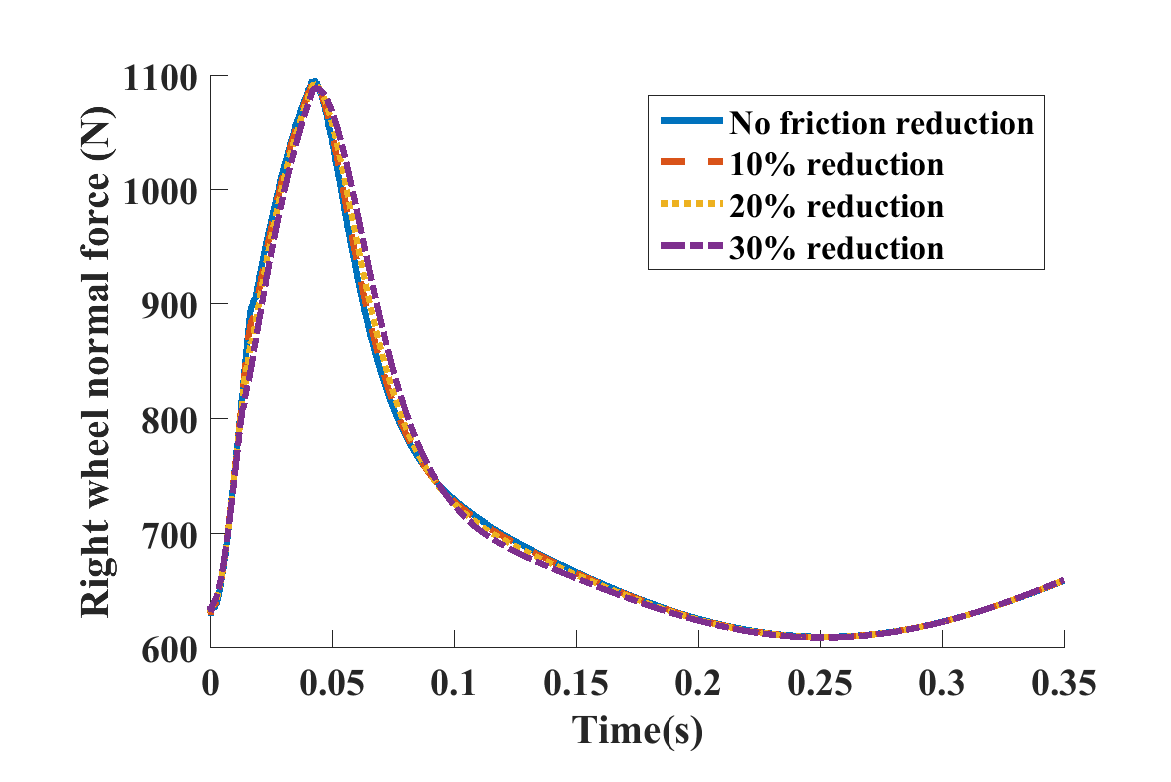 Right wheel normal force (N)
1100
1000
900
800
700
600
0 0.05 0.1 0.15 0.2 0.25 0.3 0.35
Time(s)
No friction reduction
10% reduction
20% reduction
30% reduction